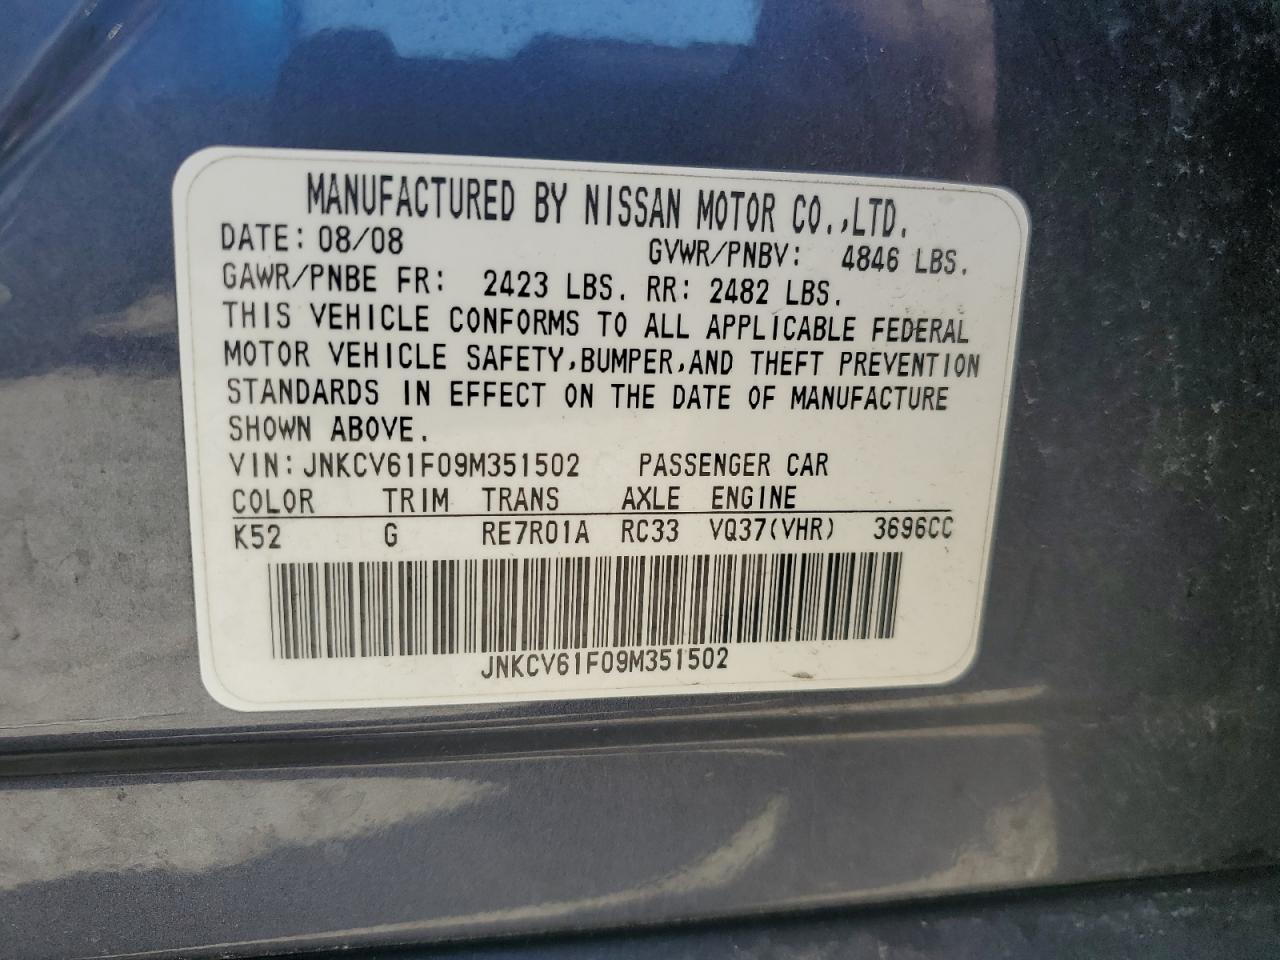 MANUFACTURED BY NISSAN MOTOR CO.,LTD.
DATE: 08/08 GVWR/PNBV: 4846 LBS.
GAWR/PNBE FR: 2423 LBS. RR: 2482 LBS.
THIS VEHICLE CONFORMS TO ALL APPLICABLE FEDERAL
MOTOR VEHICLE SAFETY,BUMPER,AND THEFT PREVENTION
STANDARDS IN EFFECT ON THE DATE OF MANUFACTURE
SHOWN ABOVE.
VIN: JNKCV61F09M351502 PASSENGER CAR
COLOR TRIM TRANS AXLE ENGINE
K52 G RE7R01A RC33 VQ37(VHR) 3696CC
JNKCV61F09M351502